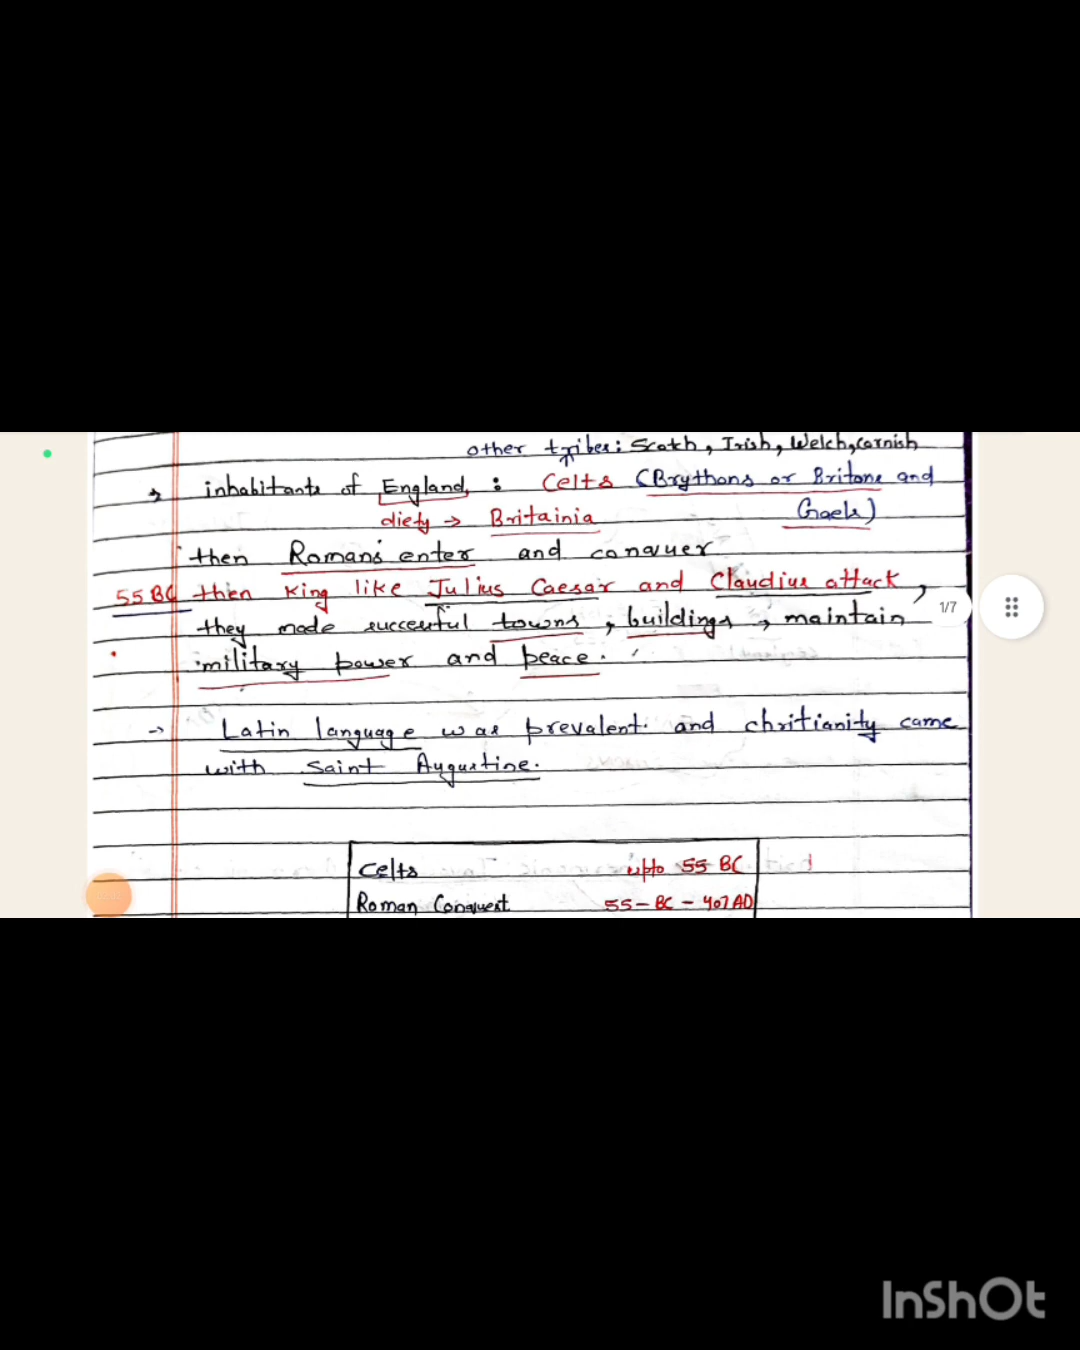 other tribes: Scoth, Irish, Welch, cornish
→ inhabitants of England, : Celts (Brythons or Britons and
diety → Britainia Gaels)
then Romans enter and conquer
55 BC then king like Julius Caesar and Claudius attack,
1/7
they made successful towns, buildings, maintain
military power and peace.
→ Latin language was prevalent and chritianity came
with Saint Augustine.
Celts upto 55 BC
Roman Conquest 55-BC - 407 AD
InShOt